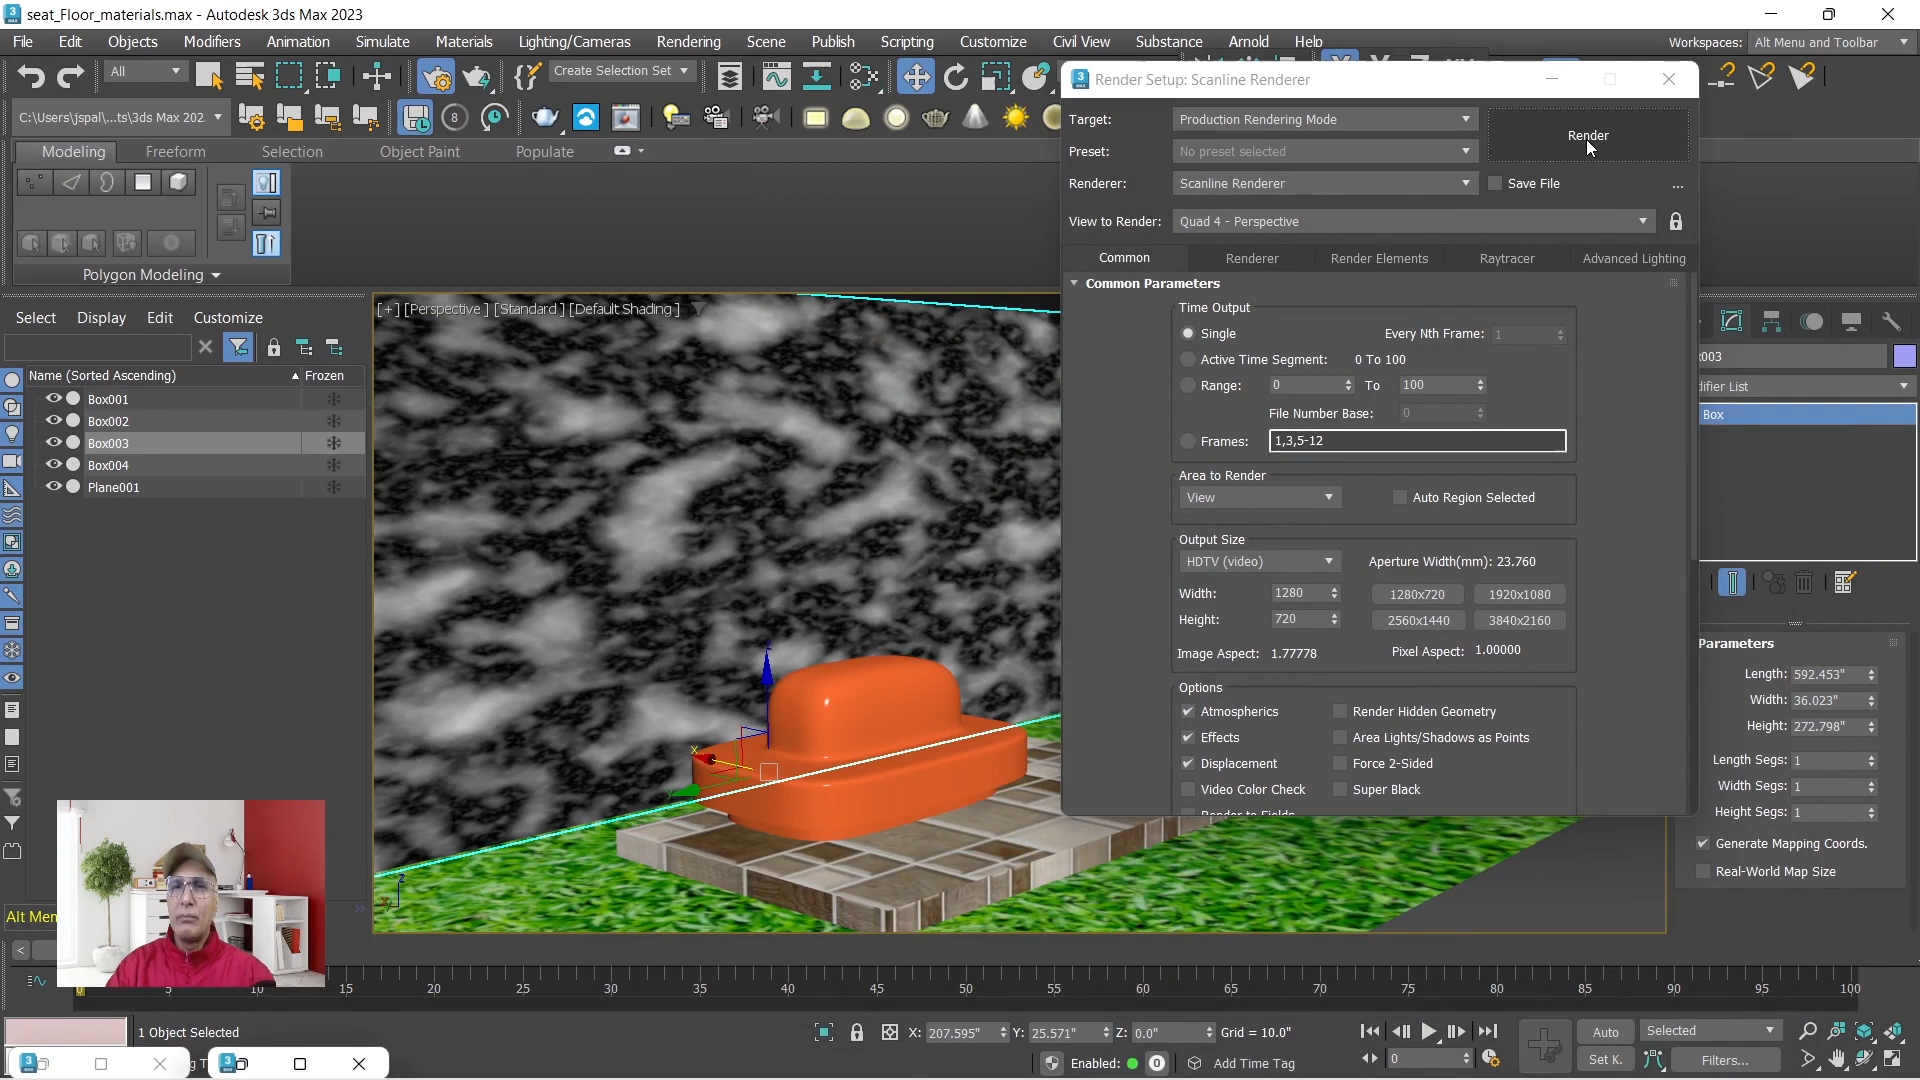 seat_Floor_materials.max - Autodesk 3ds Max 2023
File Edit Objects Modifiers Animation Simulate Materials Lighting/Cameras Rendering Scene Publish Scripting Customize Civil View Substance Arnold Help
Workspaces: Alt Menu and Toolbar
All
Create Selection Set
C:\Users\jspal\...ts\3ds Max 202
8
Modeling Freeform Selection Object Paint Populate
Polygon Modeling
Select Display Edit Customize
Name (Sorted Ascending) Frozen
Box001
Box002
Box003
Box004
Plane001
[+] [Perspective ] [Standard ] [Default Shading ]
Render Setup: Scanline Renderer
Target: Production Rendering Mode
Render
Preset: No preset selected
Renderer: Scanline Renderer
Save File ...
View to Render: Quad 4 - Perspective
Common Renderer Render Elements Raytracer Advanced Lighting
Common Parameters
Time Output
Single Every Nth Frame: 1
Active Time Segment: 0 To 100
Range: 0 To 100
File Number Base: 0
Frames: 1,3,5-12
Area to Render
View Auto Region Selected
Output Size
HDTV (video) Aperture Width(mm): 23.760
Width: 1280 1280x720 1920x1080
Height: 720 2560x1440 3840x2160
Image Aspect: 1.77778 Pixel Aspect: 1.00000
Options
Atmospherics Render Hidden Geometry
Effects Area Lights/Shadows as Points
Displacement Force 2-Sided
Video Color Check Super Black
Render to Fields
003
ifier List
Box
Parameters
Length: 592.453"
Width: 36.023"
Height: 272.798"
Length Segs: 1
Width Segs: 1
Height Segs: 1
Generate Mapping Coords.
Real-World Map Size
x
z
Alt Men
0 5 10 15 20 25 30 35 40 45 50 55 60 65 70 75 80 85 90 95 100
1 Object Selected
X: 207.595" Y: 25.571" Z: 0.0" Grid = 10.0"
Enabled: 0 Add Time Tag
0
Auto Selected
Set K. Filters...